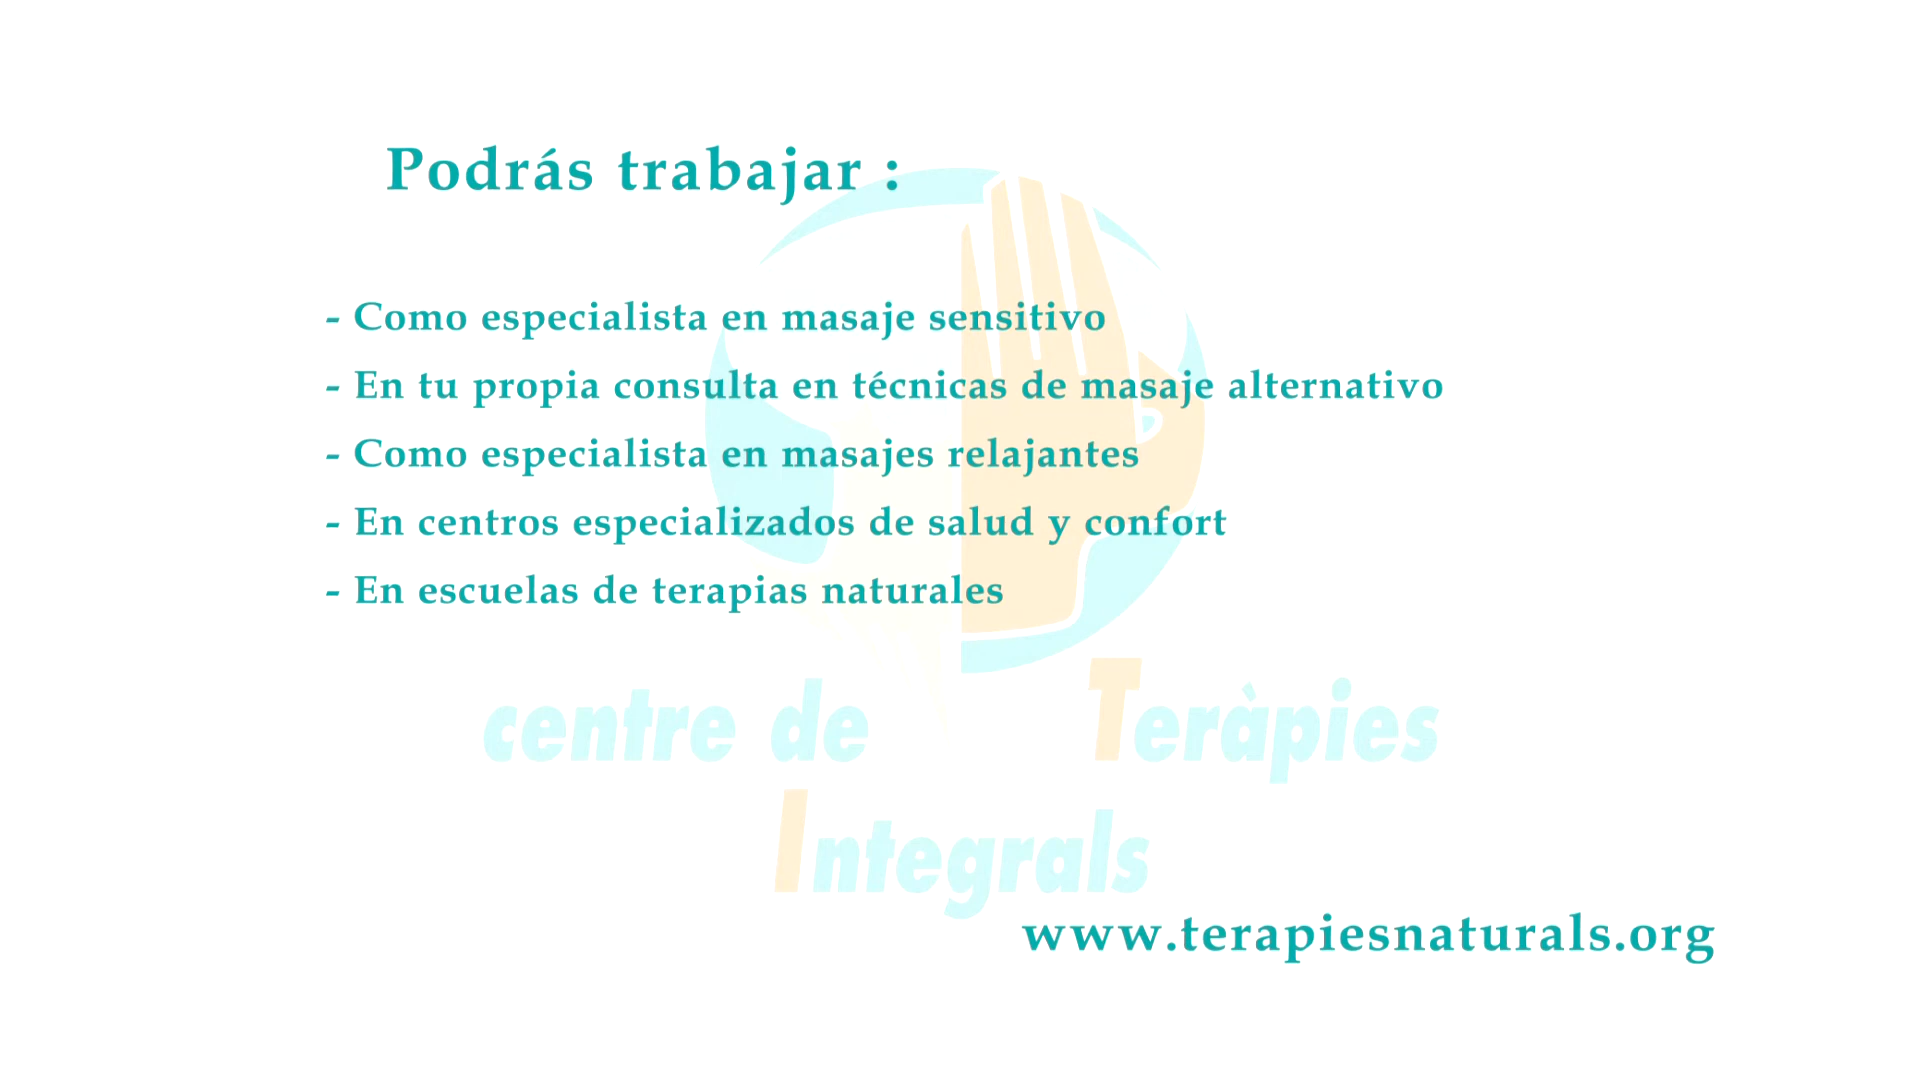 Podrás trabajar :
- Como especialista en masaje sensitivo
- En tu propia consulta en técnicas de masaje alternativo
- Como especialista en masajes relajantes
- En centros especializados de salud y confort
- En escuelas de terapias naturales
centre de Teràpies
Integrals
www.terapiesnaturals.org